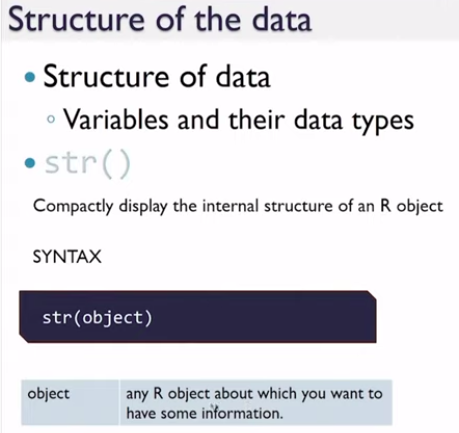 Structure of the data
• Structure of data
◦ Variables and their data types
• str()
Compactly display the internal structure of an R object
SYNTAX
str(object)
object any R object about which you want to
have some information.